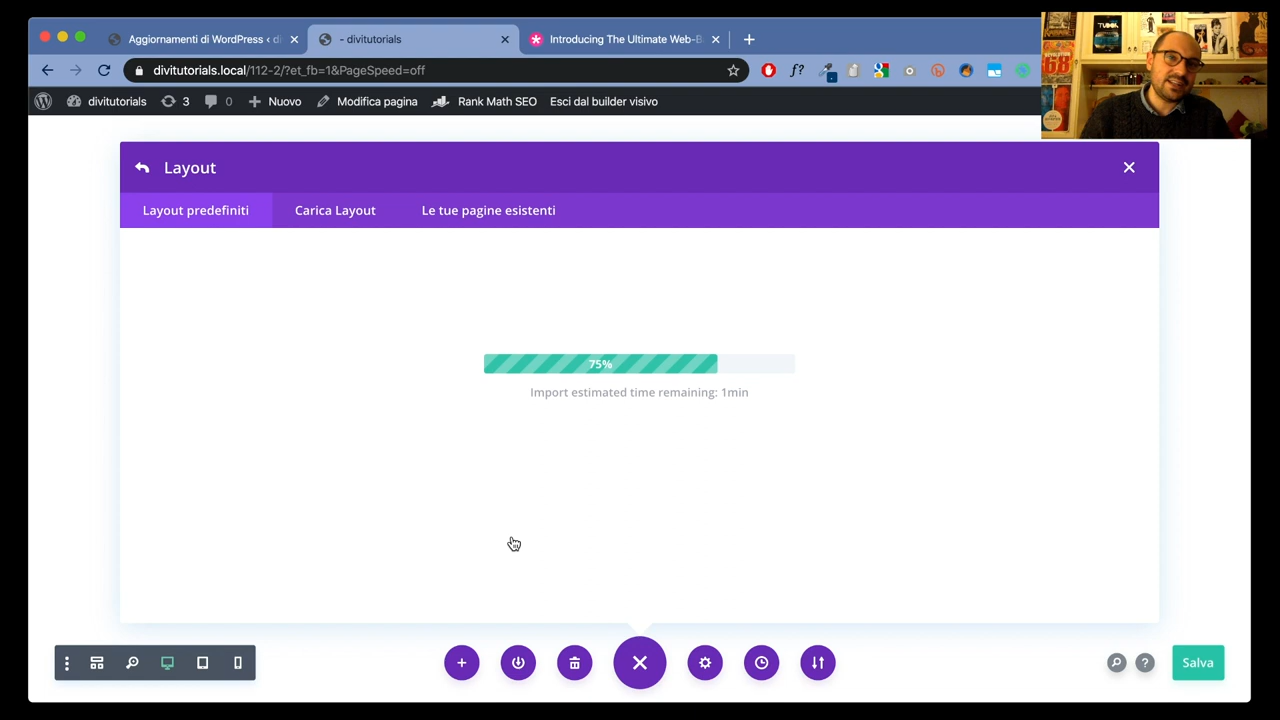 Aggiornamenti di WordPress ‹ di
- divitutorials
Introducing The Ultimate Web-B
divitutorials.local/112-2/?et_fb=1&PageSpeed=off
divitutorials
3
0
Nuovo
Modifica pagina
Rank Math SEO
Esci dal builder visivo
Layout
Layout predefiniti
Carica Layout
Le tue pagine esistenti
75%
Import estimated time remaining: 1min
Salva